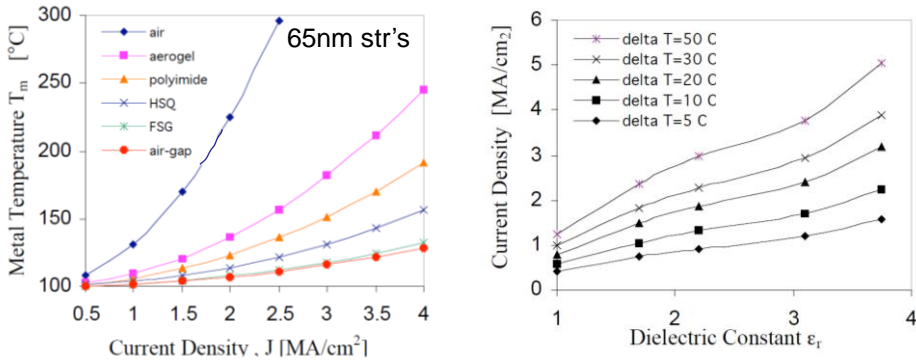 300
250
200
150
100
Metal Temperature Tm [°C]
air
aerogel
polyimide
HSQ
FSG
air-gap
65nm str's
0.5 1 1.5 2 2.5 3 3.5 4
Current Density , J [MA/cm²]
6
5
4
3
2
1
0
Current Density [MA/cm2]
delta T=50 C
delta T=30 C
delta T=20 C
delta T=10 C
delta T=5 C
1 2 3 4
Dielectric Constant εr